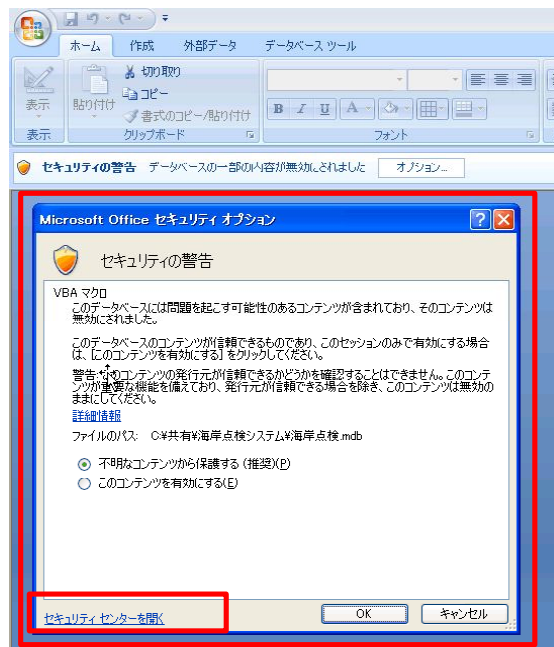 ホーム 作成 外部データ データベース ツール
表示
貼り付け
切り取り
コピー
書式のコピー/貼り付け
B I U A
表示 クリップボード フォント
セキュリティの警告 データベースの一部の内容が無効にされました オプション...
Microsoft Office セキュリティ オプション
セキュリティの警告
VBA マクロ
このデータベースには問題を起こす可能性のあるコンテンツが含まれており、そのコンテンツは
無効にされました。
このデータベースのコンテンツが信頼できるものであり、このセッションのみで有効にする場合
は、[このコンテンツを有効にする] をクリックしてください。
警告: このコンテンツの発行元が信頼できるかどうかを確認することはできません。このコンテ
ンツが重要な機能を備えており、発行元が信頼できる場合を除き、このコンテンツは無効の
ままにしてください。
詳細情報
ファイルのパス: C:¥共有¥海岸点検システム¥海岸点検.mdb
不明なコンテンツから保護する (推奨)(P)
このコンテンツを有効にする(E)
セキュリティ センターを開く
OK キャンセル